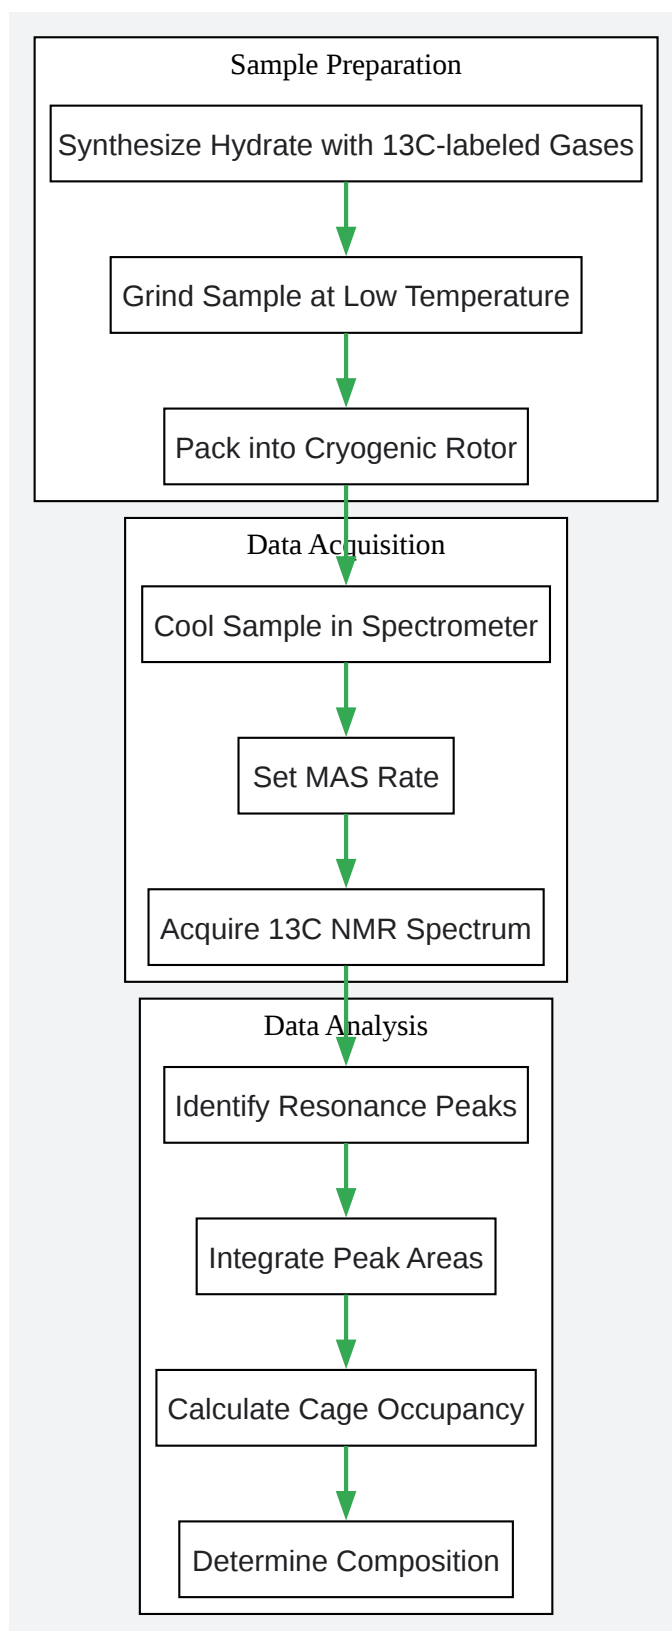 Sample Preparation
Synthesize Hydrate with 13C-labeled Gases
Grind Sample at Low Temperature
Pack into Cryogenic Rotor
Data Acquisition
Cool Sample in Spectrometer
Set MAS Rate
Acquire 13C NMR Spectrum
Data Analysis
Identify Resonance Peaks
Integrate Peak Areas
Calculate Cage Occupancy
Determine Composition